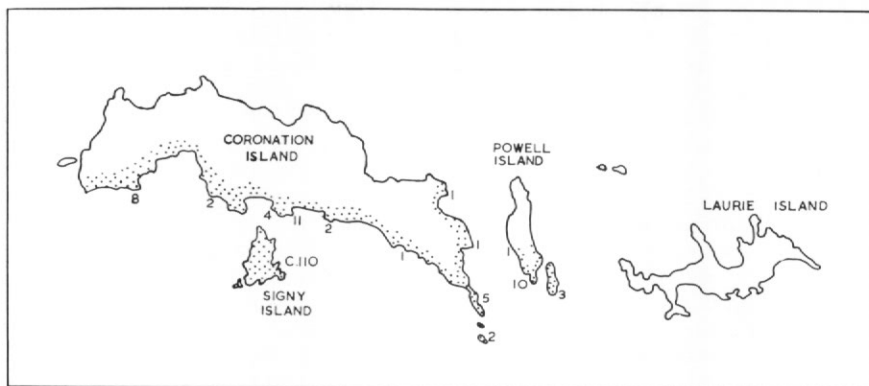 CORONATION
ISLAND
POWELL
ISLAND
LAURIE ISLAND
8
2
4
11
2
1
1
1
5
2
1
10
3
C.110
SIGNY
ISLAND